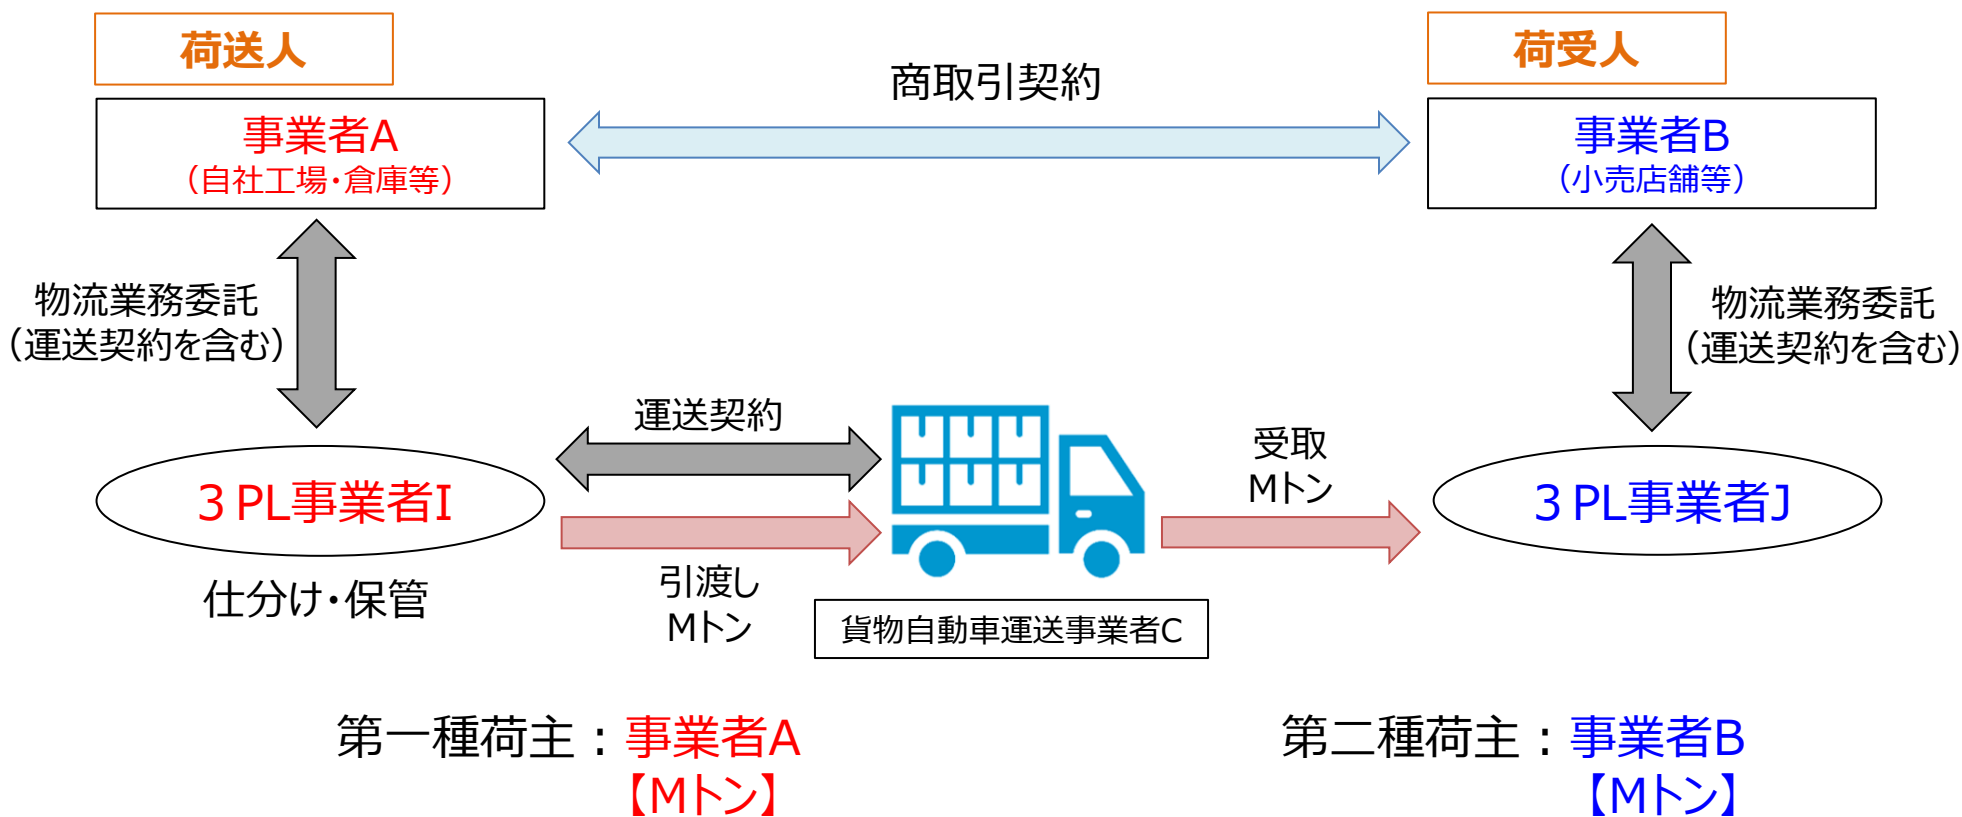 荷送人
荷受人
商取引契約
事業者A
（自社工場・倉庫等）
事業者B
（小売店舗等）
物流業務委託
（運送契約を含む）
物流業務委託
（運送契約を含む）
運送契約
受取
Mトン
３PL事業者I
３PL事業者J
引渡し
Mトン
仕分け・保管
貨物自動車運送事業者C
第一種荷主：事業者A
【Mトン】
第二種荷主：事業者B
【Mトン】